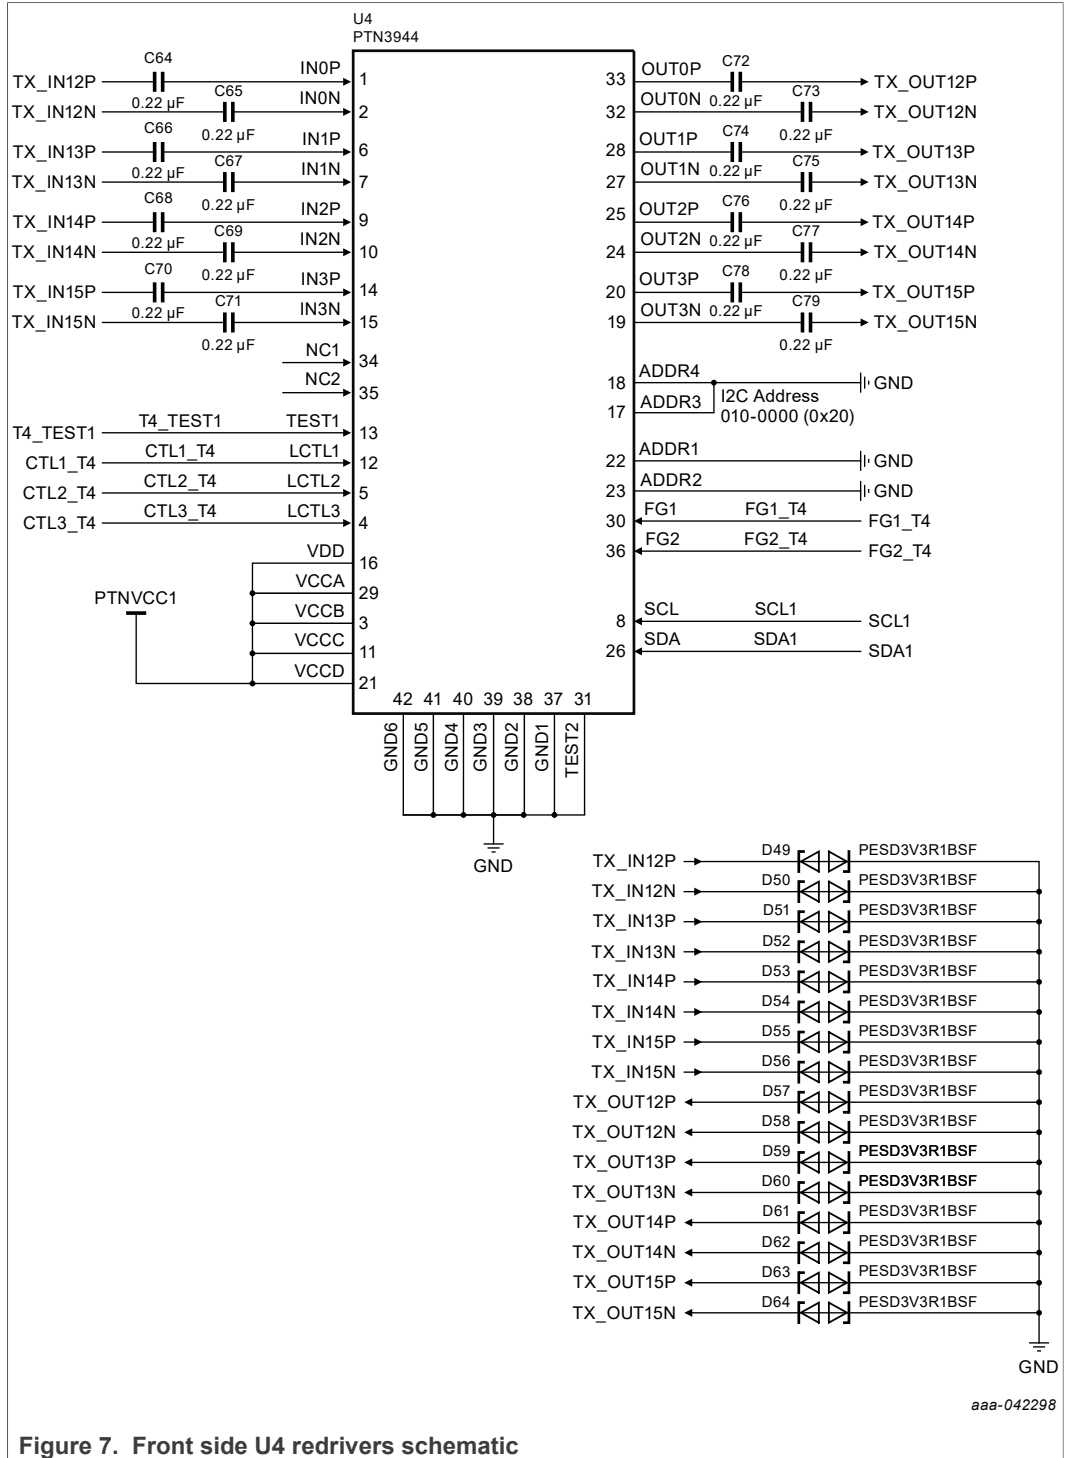 U4
PTN3944
C64
TX_IN12P
IN0P
1
0.22 µF
C65
TX_IN12N
IN0N
2
0.22 µF
C66
TX_IN13P
IN1P
6
0.22 µF
C67
TX_IN13N
IN1N
7
0.22 µF
C68
TX_IN14P
IN2P
9
0.22 µF
C69
TX_IN14N
IN2N
10
0.22 µF
C70
TX_IN15P
IN3P
14
0.22 µF
C71
TX_IN15N
IN3N
15
0.22 µF
NC1
34
NC2
35
T4_TEST1 T4_TEST1 TEST1 13
CTL1_T4 CTL1_T4 LCTL1 12
CTL2_T4 CTL2_T4 LCTL2 5
CTL3_T4 CTL3_T4 LCTL3 4
VDD 16
VCCA 29
PTNVCC1
VCCB 3
VCCC 11
VCCD 21
33 OUT0P C72 TX_OUT12P
0.22 µF
32 OUT0N C73 TX_OUT12N
0.22 µF
28 OUT1P C74 TX_OUT13P
0.22 µF
27 OUT1N C75 TX_OUT13N
0.22 µF
25 OUT2P C76 TX_OUT14P
0.22 µF
24 OUT2N C77 TX_OUT14N
0.22 µF
20 OUT3P C78 TX_OUT15P
0.22 µF
19 OUT3N C79 TX_OUT15N
0.22 µF
18 ADDR4 GND
17 ADDR3
I2C Address
010-0000 (0x20)
22 ADDR1 GND
23 ADDR2 GND
30 FG1 FG1_T4 FG1_T4
36 FG2 FG2_T4 FG2_T4
8 SCL SCL1 SCL1
26 SDA SDA1 SDA1
42 41 40 39 38 37 31
GND6 GND5 GND4 GND3 GND2 GND1 TEST2
GND
TX_IN12P D49 PESD3V3R1BSF
TX_IN12N D50 PESD3V3R1BSF
TX_IN13P D51 PESD3V3R1BSF
TX_IN13N D52 PESD3V3R1BSF
TX_IN14P D53 PESD3V3R1BSF
TX_IN14N D54 PESD3V3R1BSF
TX_IN15P D55 PESD3V3R1BSF
TX_IN15N D56 PESD3V3R1BSF
TX_OUT12P D57 PESD3V3R1BSF
TX_OUT12N D58 PESD3V3R1BSF
TX_OUT13P D59 PESD3V3R1BSF
TX_OUT13N D60 PESD3V3R1BSF
TX_OUT14P D61 PESD3V3R1BSF
TX_OUT14N D62 PESD3V3R1BSF
TX_OUT15P D63 PESD3V3R1BSF
TX_OUT15N D64 PESD3V3R1BSF
GND
aaa-042298
Figure 7. Front side U4 redrivers schematic